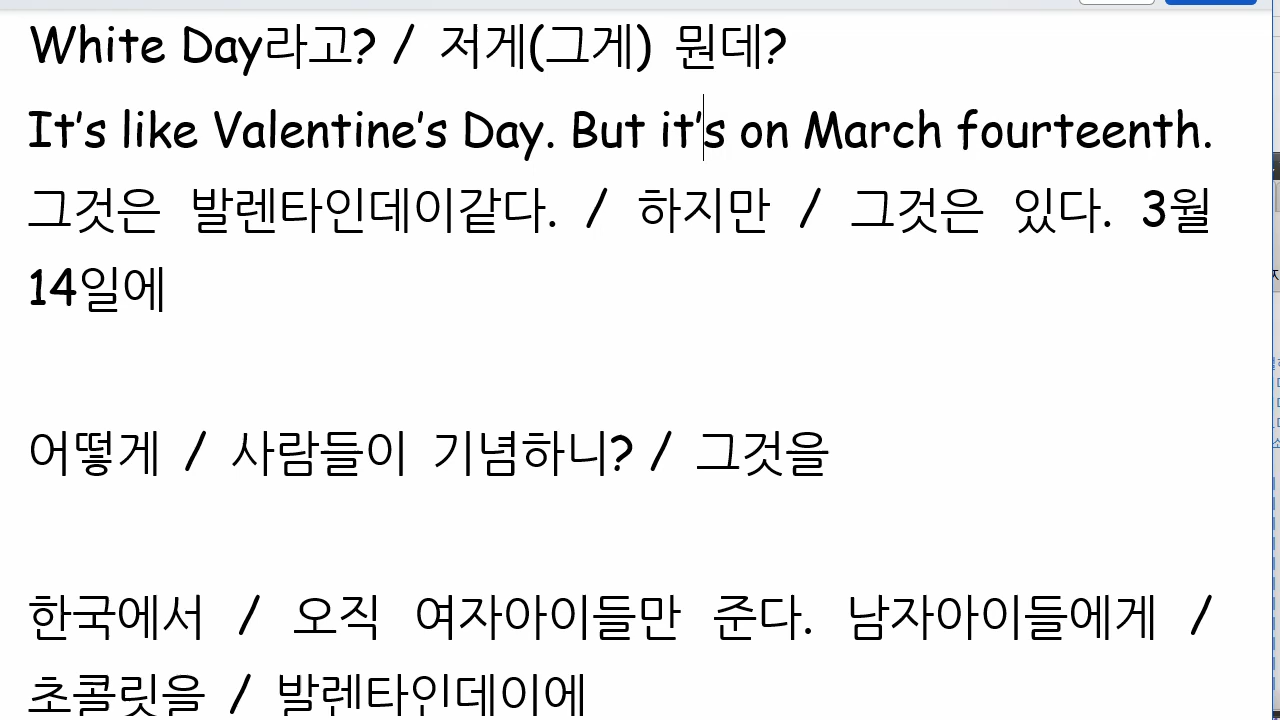 White Day라고? / 저게(그게) 뭔데?
It's like Valentine's Day. But it's on March fourteenth.
그것은 발렌타인데이같다. / 하지만 / 그것은 있다. 3월
14일에
어떻게 / 사람들이 기념하니? / 그것을
한국에서 / 오직 여자아이들만 준다. 남자아이들에게 /
초콜릿을 / 발렌타인데이에